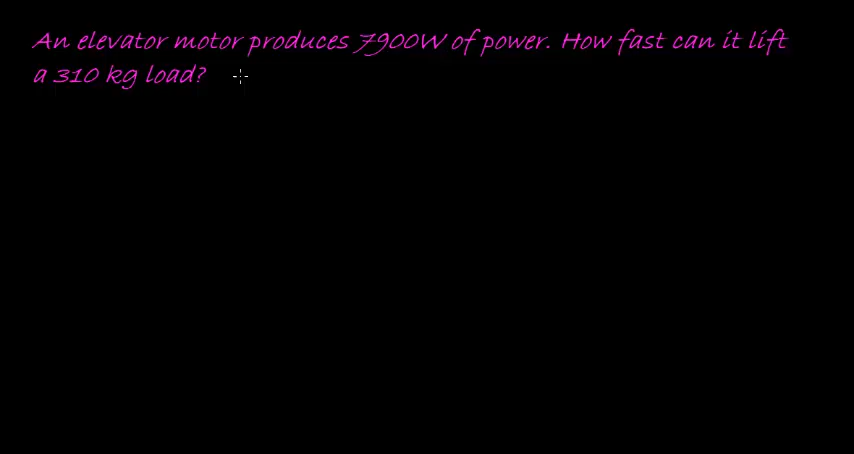 An elevator motor produces 7900W of power. How fast can it lift
a 310 kg load?